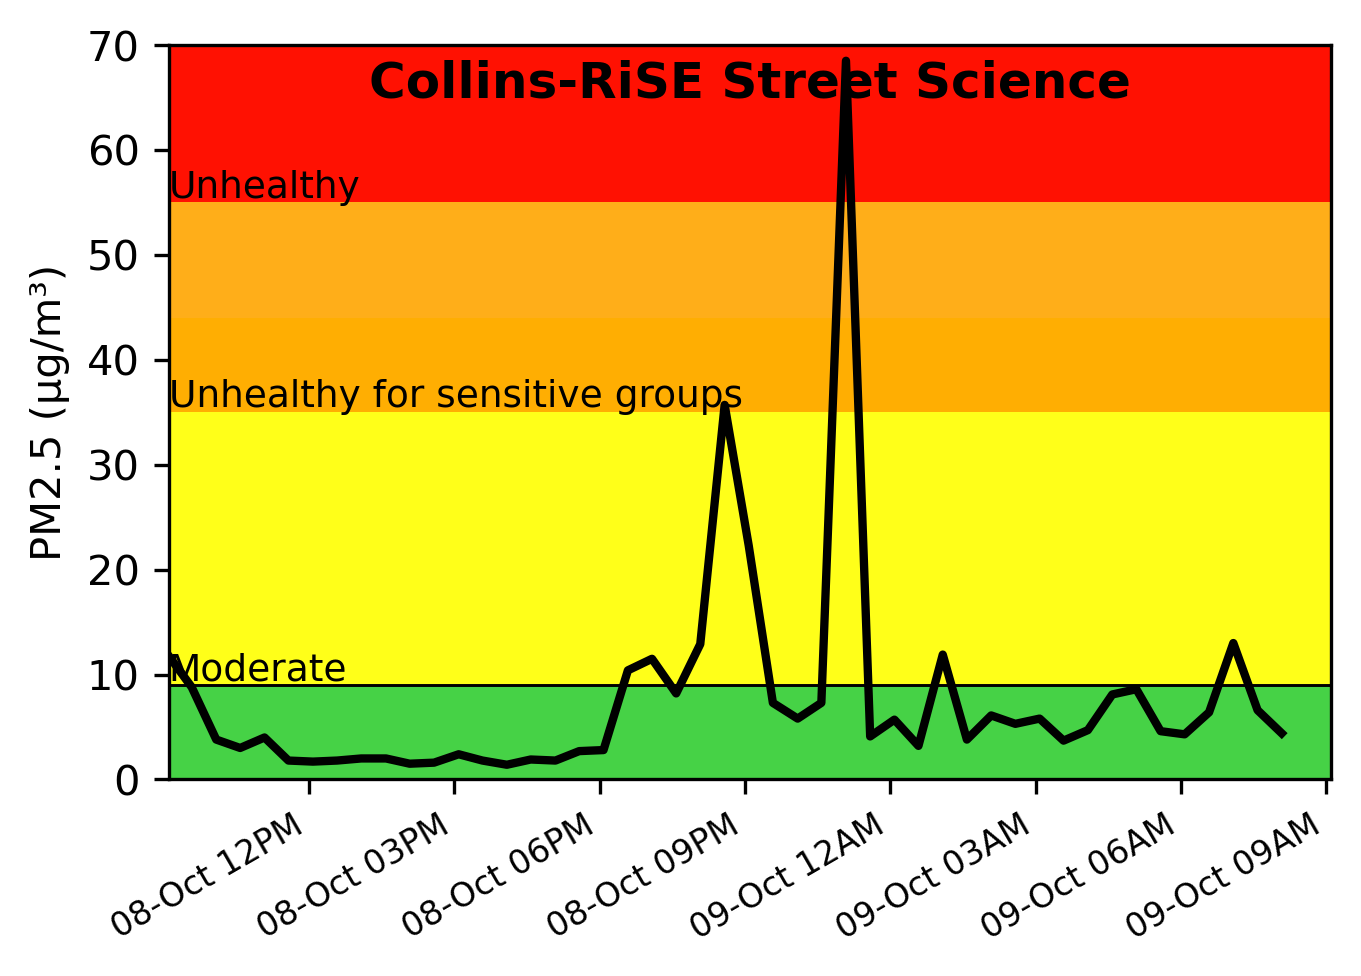 Collins-RiSE Street Science
70
60
50
40
30
20
10
0
PM2.5 (µg/m³)
Unhealthy
Unhealthy for sensitive groups
Moderate
08-Oct 12PM
08-Oct 03PM
08-Oct 06PM
08-Oct 09PM
09-Oct 12AM
09-Oct 03AM
09-Oct 06AM
09-Oct 09AM